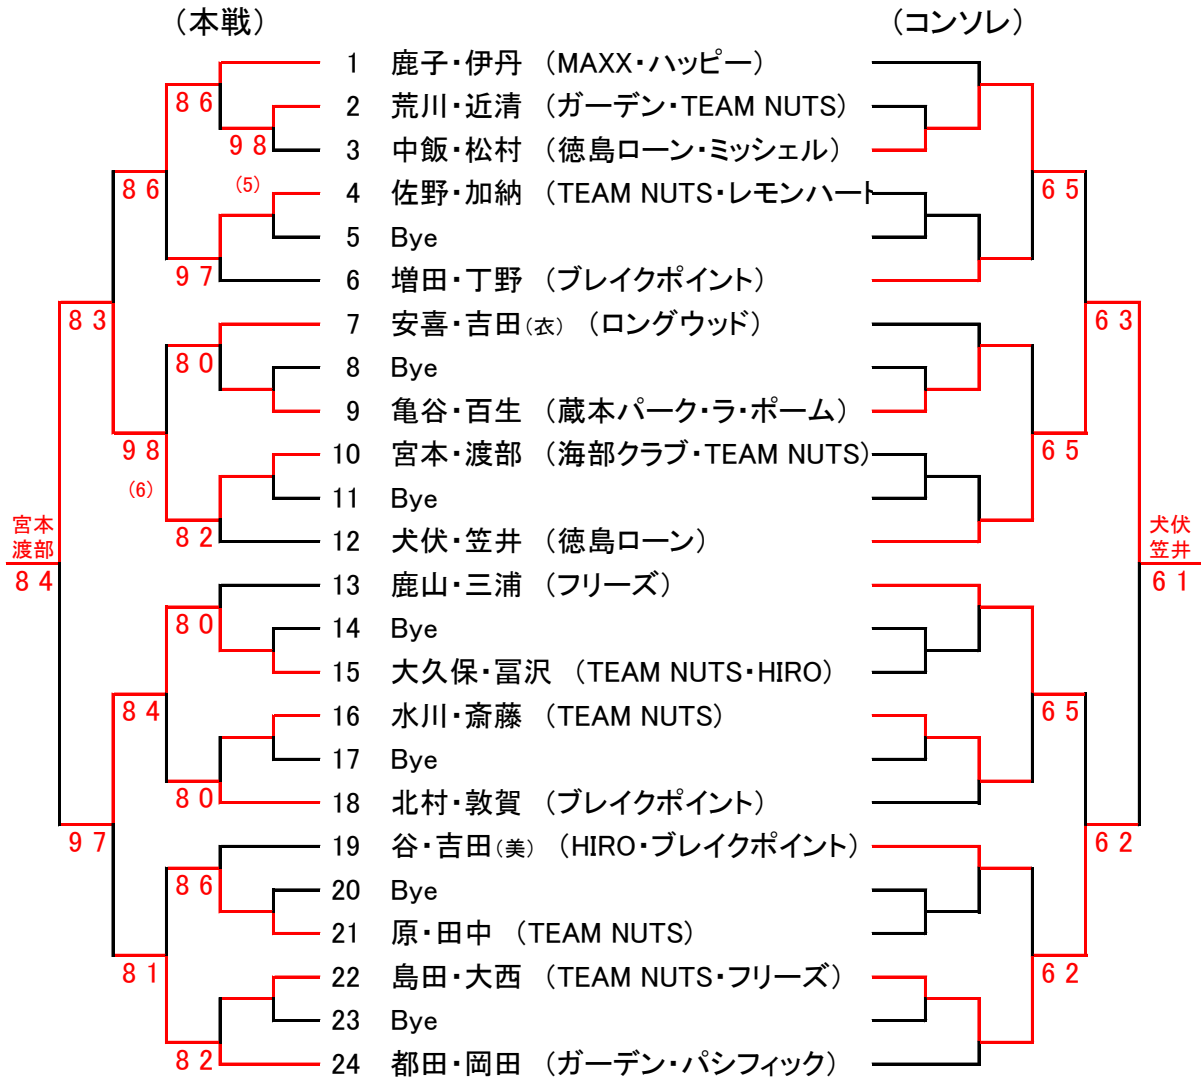 (本戦)
(コンソレ)
1 鹿子・伊丹 (MAXX・ハッピー)
8 6
2 荒川・近清 (ガーデン・TEAM NUTS)
9 8
3 中飯・松村 (徳島ローン・ミッシェル)
8 6
(5)
4 佐野・加納 (TEAM NUTS・レモンハート
6 5
5 Bye
9 7
6 増田・丁野 (ブレイクポイント)
8 3
7 安喜・吉田(衣) (ロングウッド)
6 3
8 0
8 Bye
9 亀谷・百生 (蔵本パーク・ラ・ポーム)
9 8
10 宮本・渡部 (海部クラブ・TEAM NUTS)
6 5
(6)
11 Bye
宮本
渡部
8 2
12 犬伏・笠井 (徳島ローン)
犬伏
笠井
8 4
13 鹿山・三浦 (フリーズ)
6 1
8 0
14 Bye
15 大久保・冨沢 (TEAM NUTS・HIRO)
8 4
16 水川・斎藤 (TEAM NUTS)
6 5
17 Bye
8 0
18 北村・敦賀 (ブレイクポイント)
9 7
19 谷・吉田(美) (HIRO・ブレイクポイント)
6 2
8 6
20 Bye
21 原・田中 (TEAM NUTS)
8 1
22 島田・大西 (TEAM NUTS・フリーズ)
6 2
23 Bye
8 2
24 都田・岡田 (ガーデン・パシフィック)